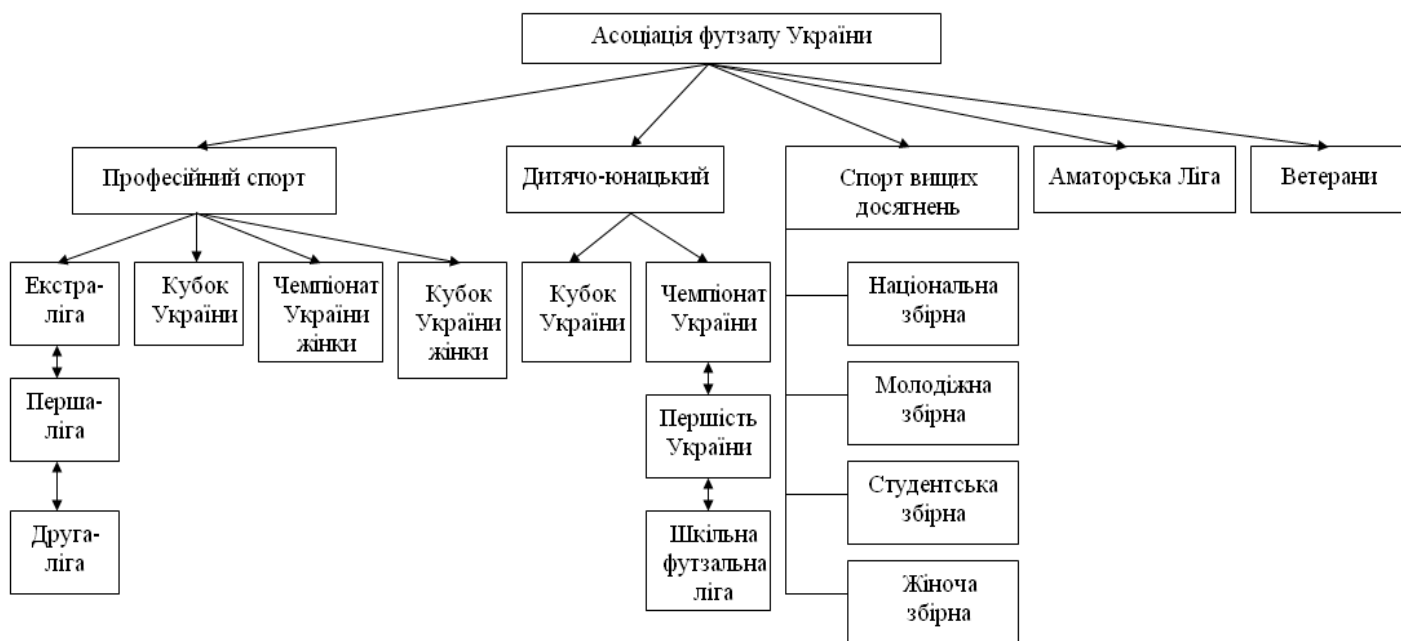 Асоціація футзалу України
Професійний спорт
Дитячо-юнацький
Спорт вищих
досягнень
Аматорська Ліга
Ветерани
Екстра-
ліга
Кубок
України
Чемпіонат
України
жінки
Кубок
України
жінки
Кубок
України
Чемпіонат
України
Національна
збірна
Перша-
ліга
Першість
України
Молодіжна
збірна
Друга-
ліга
Шкільна
футзальна
ліга
Студентська
збірна
Жіноча
збірна